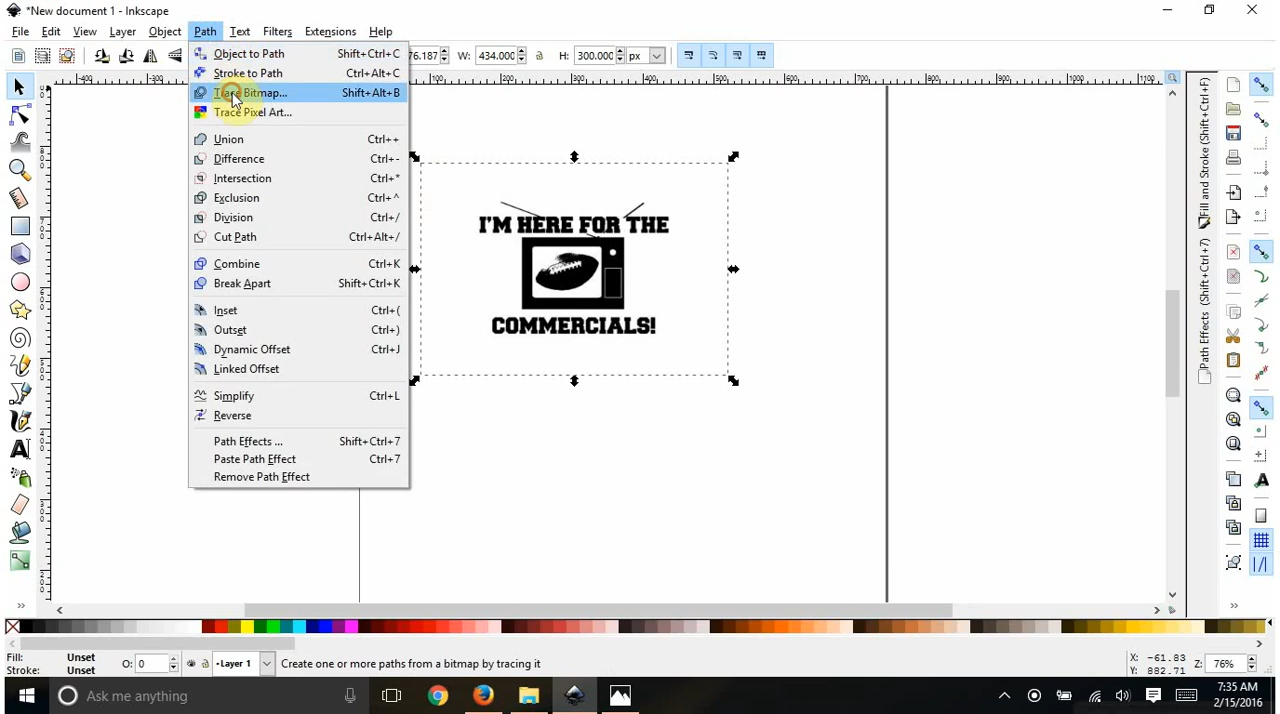 *New document 1 - Inkscape
File Edit View Layer Object Path Text Filters Extensions Help
76.187 W: 434.000 H: 300.000 px
Object to Path Shift+Ctrl+C
Stroke to Path Ctrl+Alt+C
Trace Bitmap... Shift+Alt+B
Trace Pixel Art...
Union Ctrl++
Difference Ctrl+-
Intersection Ctrl+*
Exclusion Ctrl+^
Division Ctrl+/
Cut Path Ctrl+Alt+/
Combine Ctrl+K
Break Apart Shift+Ctrl+K
Inset Ctrl+(
Outset Ctrl+)
Dynamic Offset Ctrl+J
Linked Offset
Simplify Ctrl+L
Reverse
Path Effects ... Shift+Ctrl+7
Paste Path Effect Ctrl+7
Remove Path Effect
I'M HERE FOR THE
COMMERCIALS!
Fill and Stroke (Shift+Ctrl+F)
Path Effects (Shift+Ctrl+7)
Fill: Unset
Stroke: Unset
O: 0
Layer 1
Create one or more paths from a bitmap by tracing it
X: -61.83
Y: 882.71
Z: 76%
Ask me anything
7:35 AM
2/15/2016